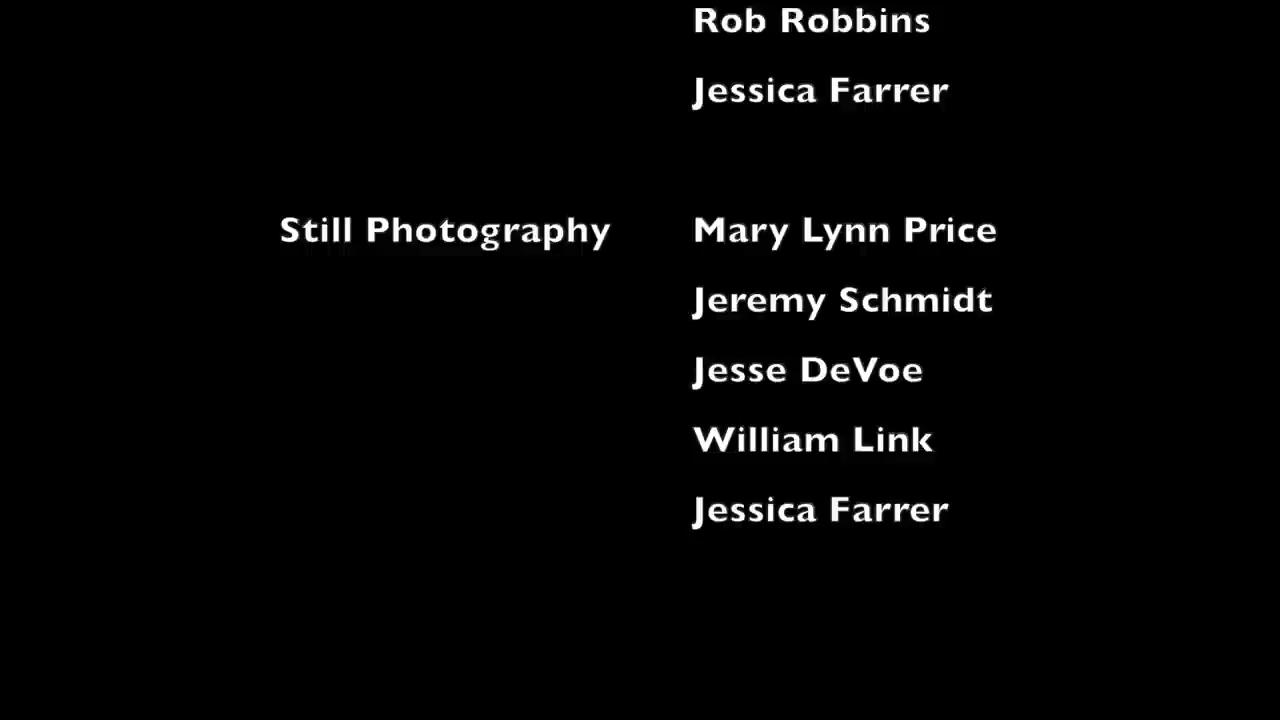 Rob Robbins
Jessica Farrer
Still Photography Mary Lynn Price
Jeremy Schmidt
Jesse DeVoe
William Link
Jessica Farrer